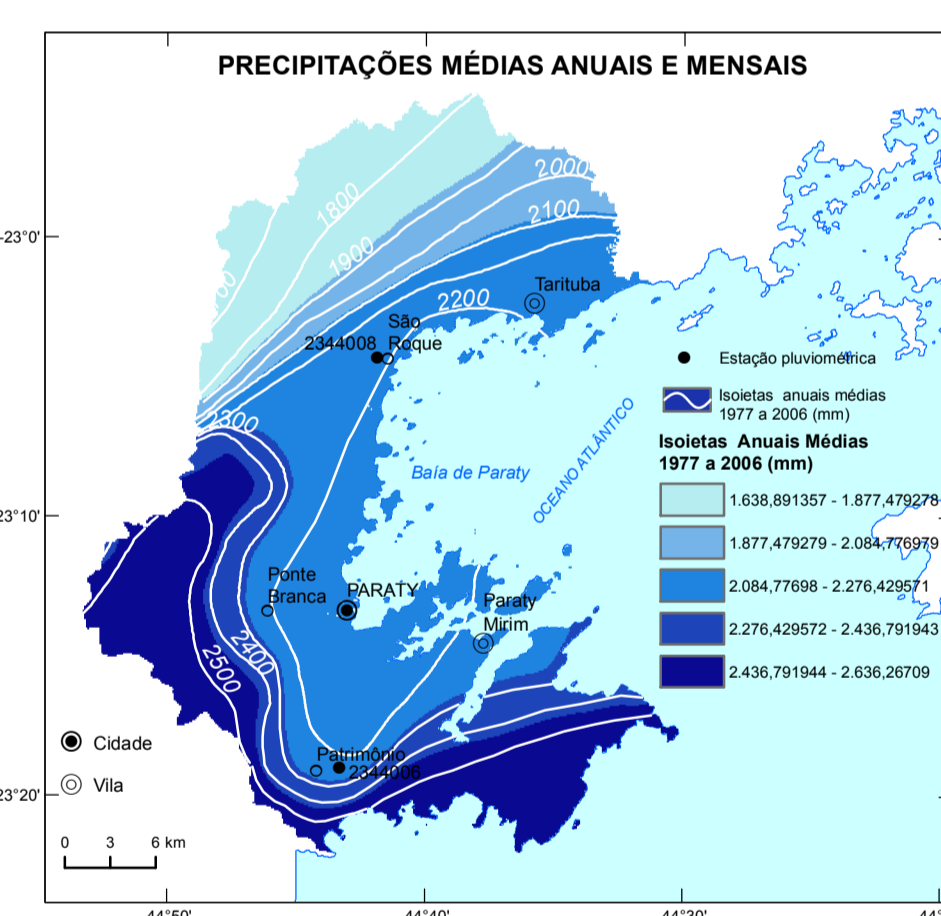 PRECIPITAÇÕES MÉDIAS ANUAIS E MENSAIS
2000
1800
2100
-23°0'
1900
00
Tarituba
2200
São
Roque
2344008
Estação pluviométrica
Isoietas anuais médias
1977 a 2006 (mm)
2300
Isoietas Anuais Médias
1977 a 2006 (mm)
OCEANO ATLÂNTICO
Baía de Paraty
1.638,891357 - 1.877,479278
23°10'
1.877,479279 - 2.084,776979
Ponte
Branca
PARATY
2.084,77698 - 2.276,429571
Paraty
Mirim
2.276,429572 - 2.436,791943
2400
2500
2.436,791944 - 2.636,26709
Cidade
Patrimônio
2344006
Vila
23°20'
0 3 6 km
44°50'
44°40'
44°30'
44°